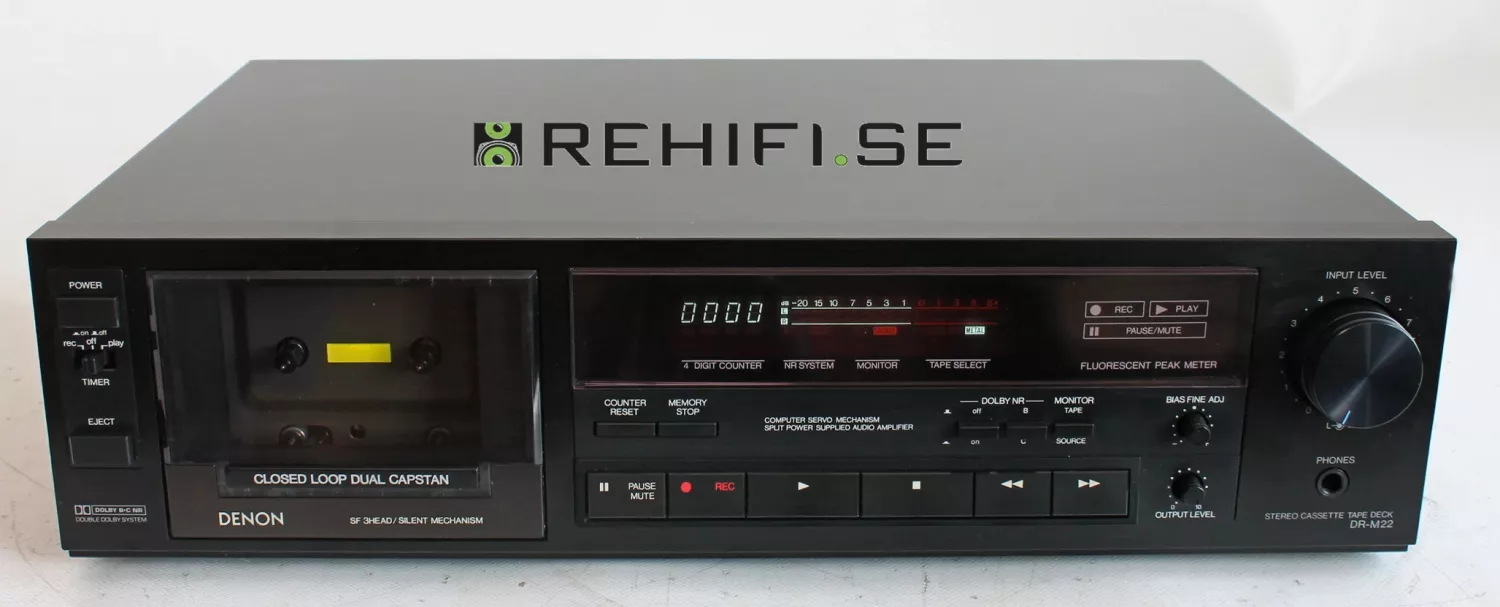 REHIFI.SE
POWER
on off
rec off play
TIMER
EJECT
DOLBY B-C NR
DOUBLE DOLBY SYSTEM
CLOSED LOOP DUAL CAPSTAN
DENON
SF 3HEAD/SILENT MECHANISM
0000
dB -20 15 10 7 5 3 1 0 1 3
L
R
METAL
4 DIGIT COUNTER
NR SYSTEM
MONITOR
TAPE SELECT
REC
PLAY
PAUSE/MUTE
FLUORESCENT PEAK METER
COUNTER
RESET
MEMORY
STOP
COMPUTER SERVO MECHANISM
SPLIT POWER SUPPLIED AUDIO AMPLIFIER
DOLBY NR
off B
on C
MONITOR
TAPE
SOURCE
PAUSE
MUTE
REC
BIAS FINE ADJ
- +
0 10
OUTPUT LEVEL
INPUT LEVEL
3 4 5 6 7
PHONES
STEREO CASSETTE TAPE DECK
DR-M22